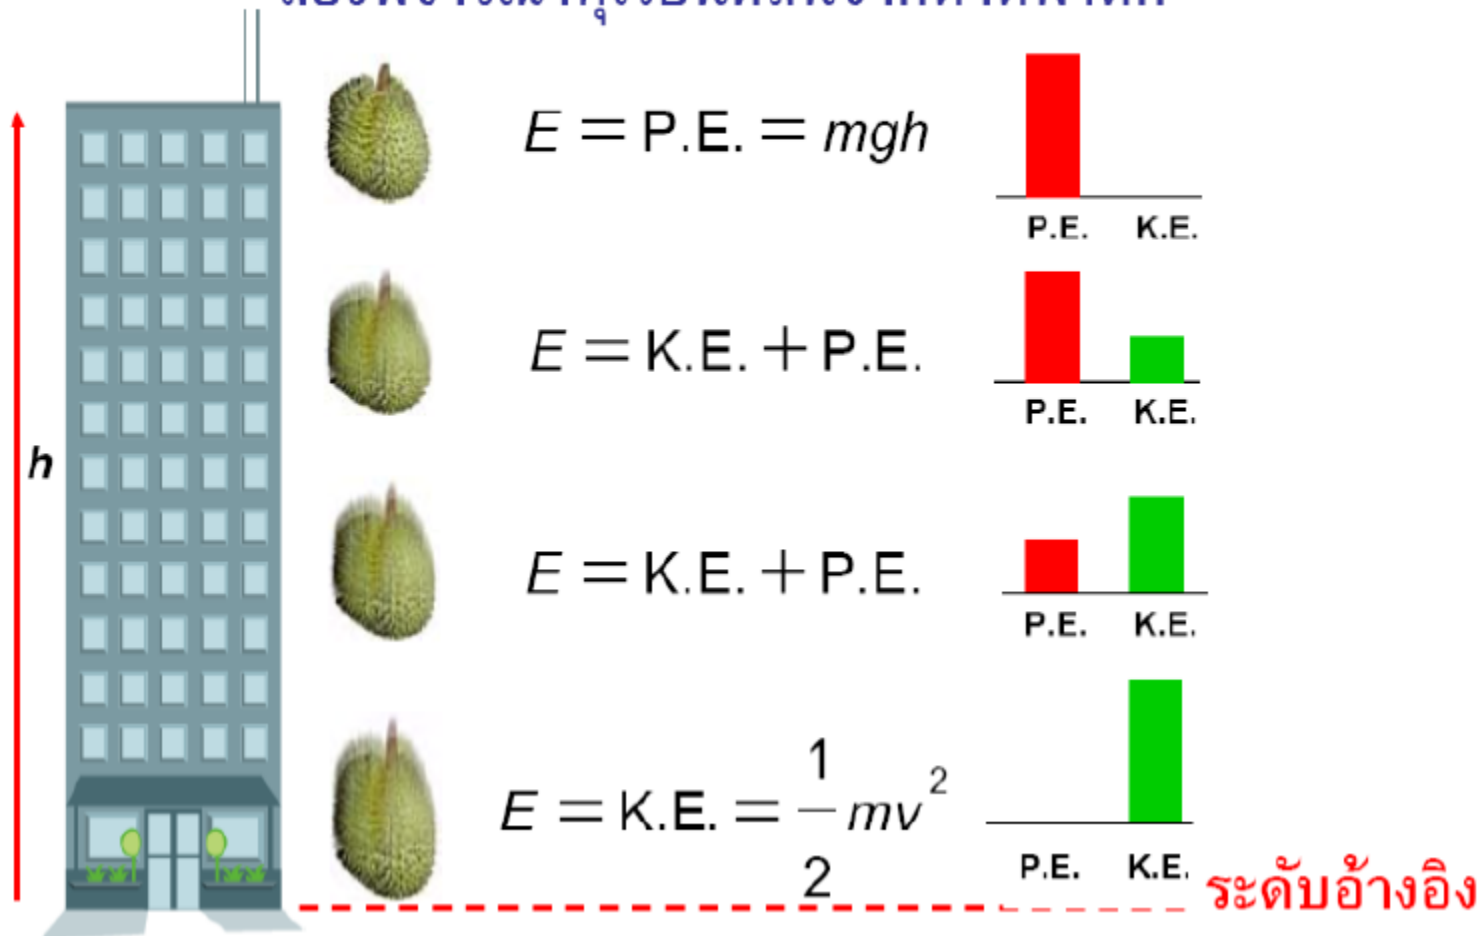 E = P.E. = mgh
P.E. K.E.
E = K.E. + P.E.
P.E. K.E.
h
E = K.E. + P.E.
P.E. K.E.
E = K.E. = 1/2 mv²
P.E. K.E.
ระดับอ้างอิง